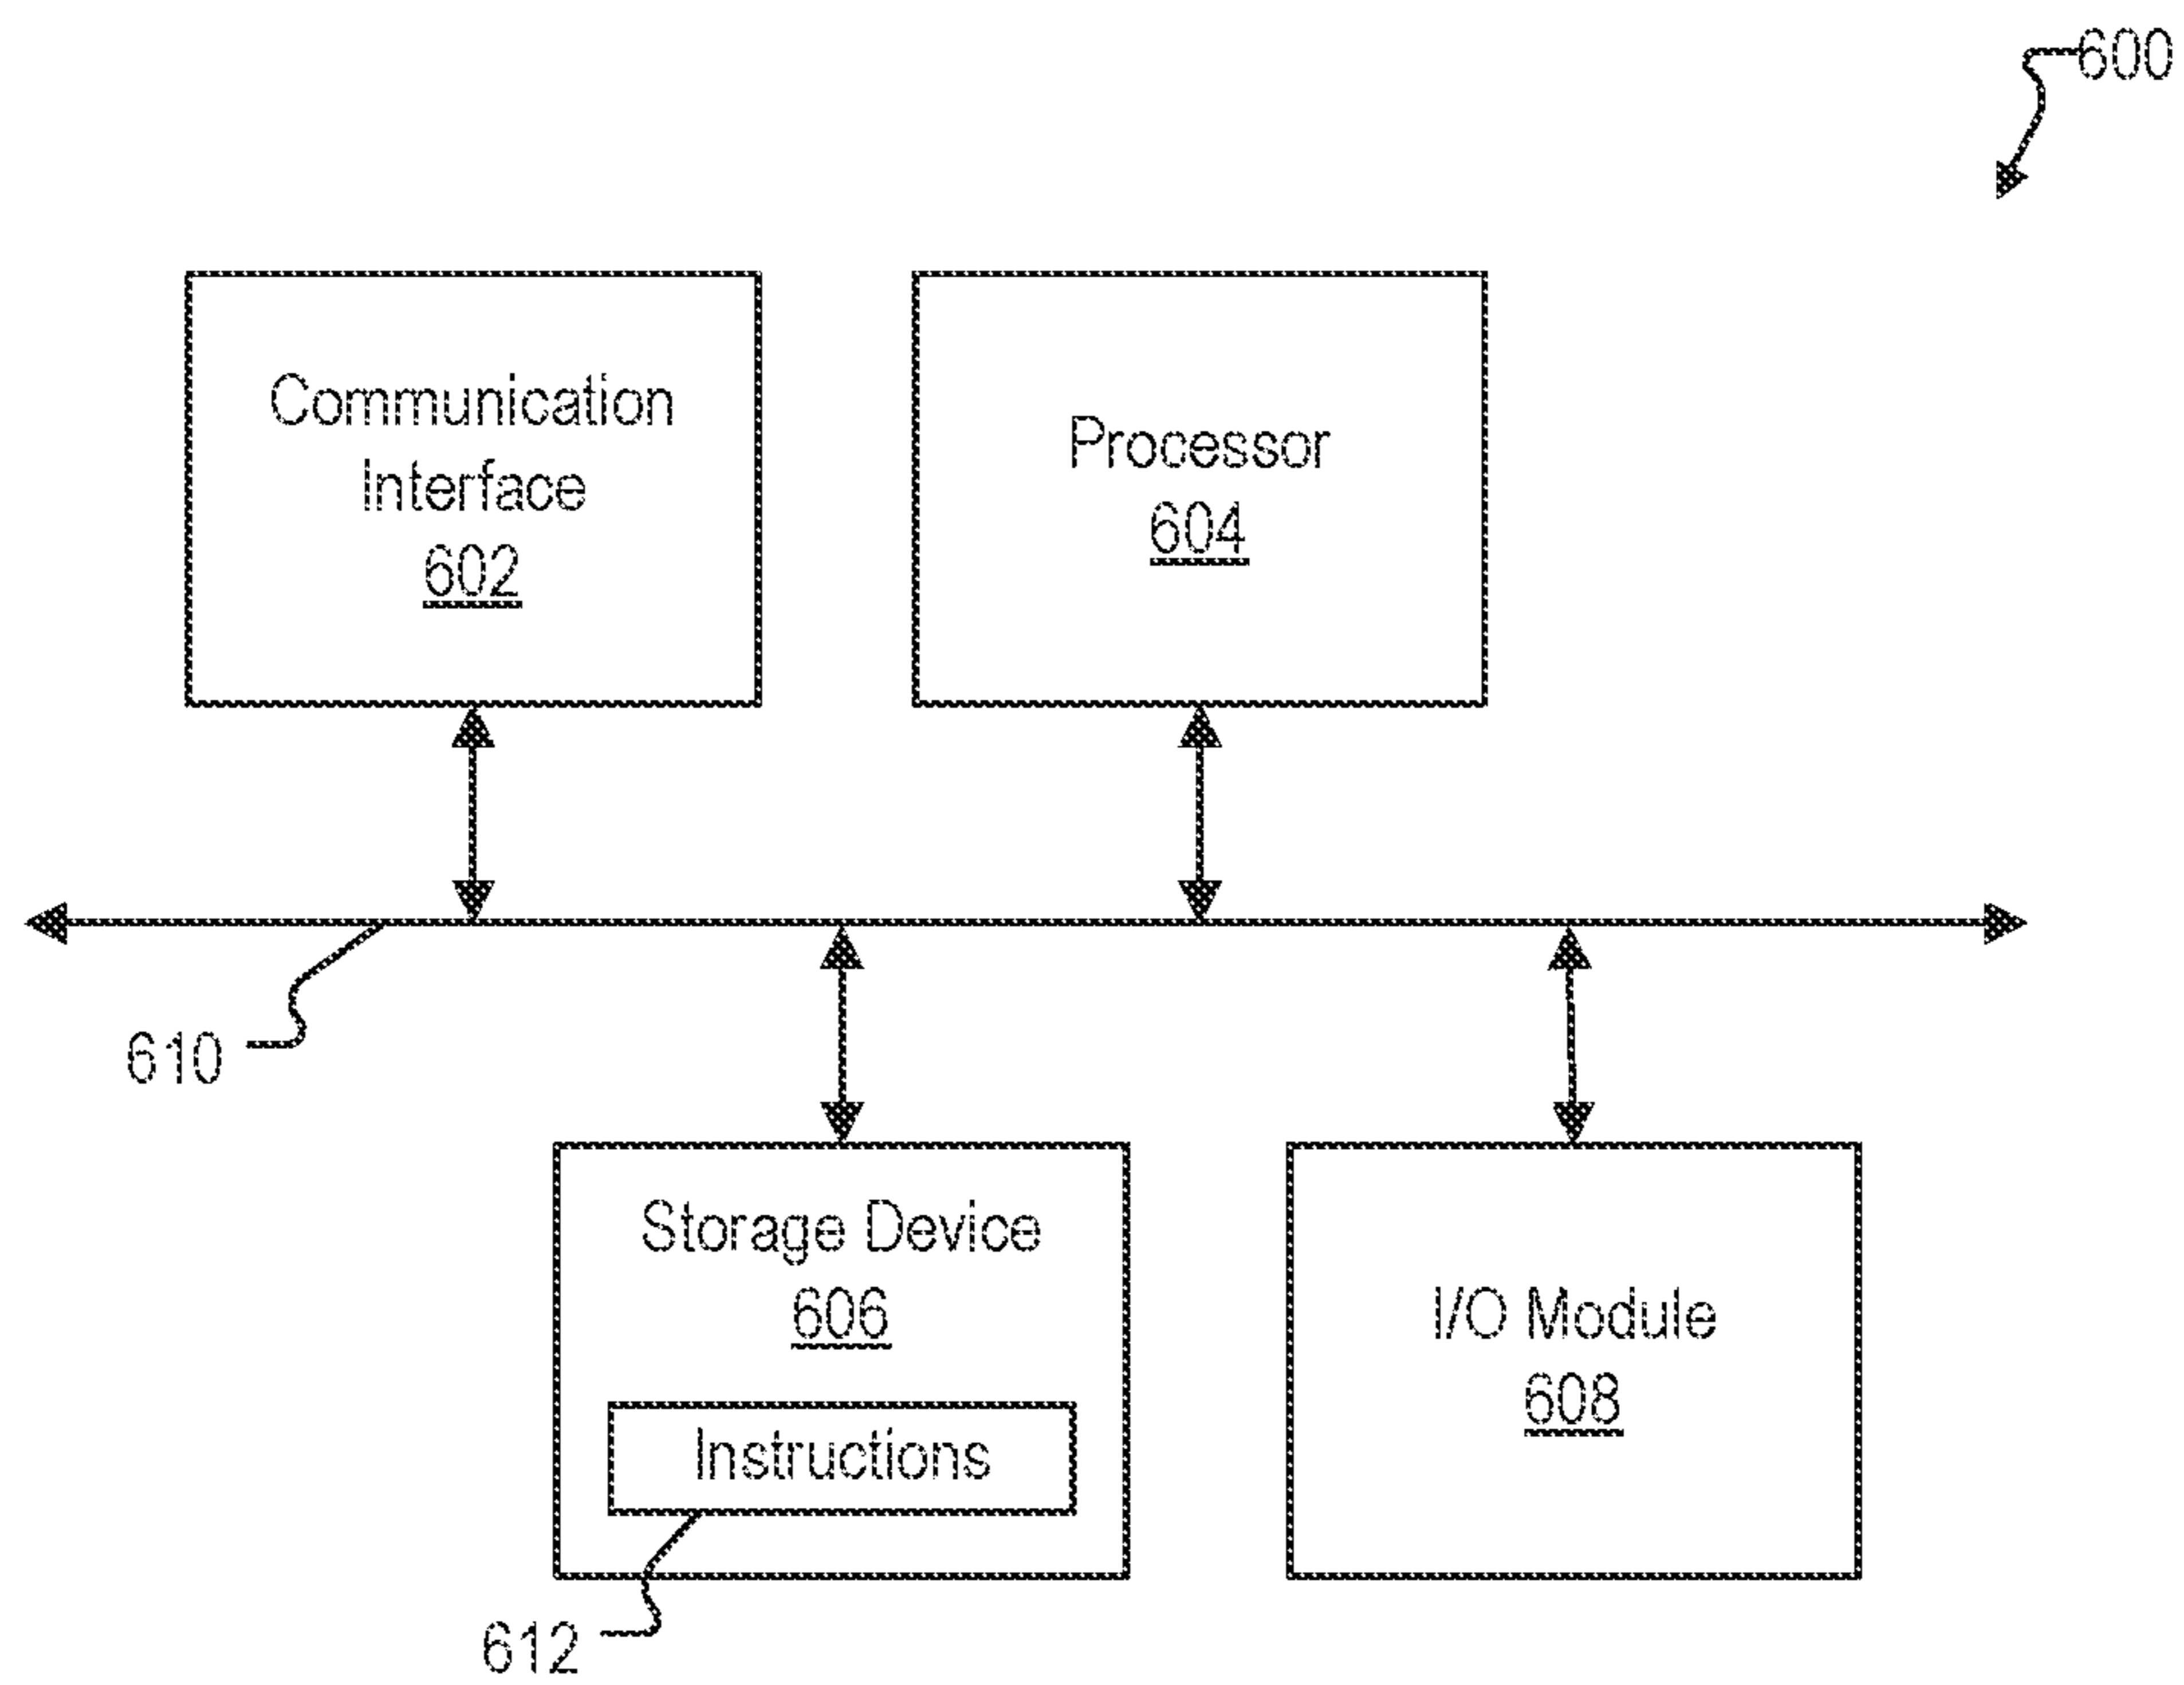 600
Communication
Interface
602
Processor
604
610
Storage Device
606
Instructions
612
I/O Module
608